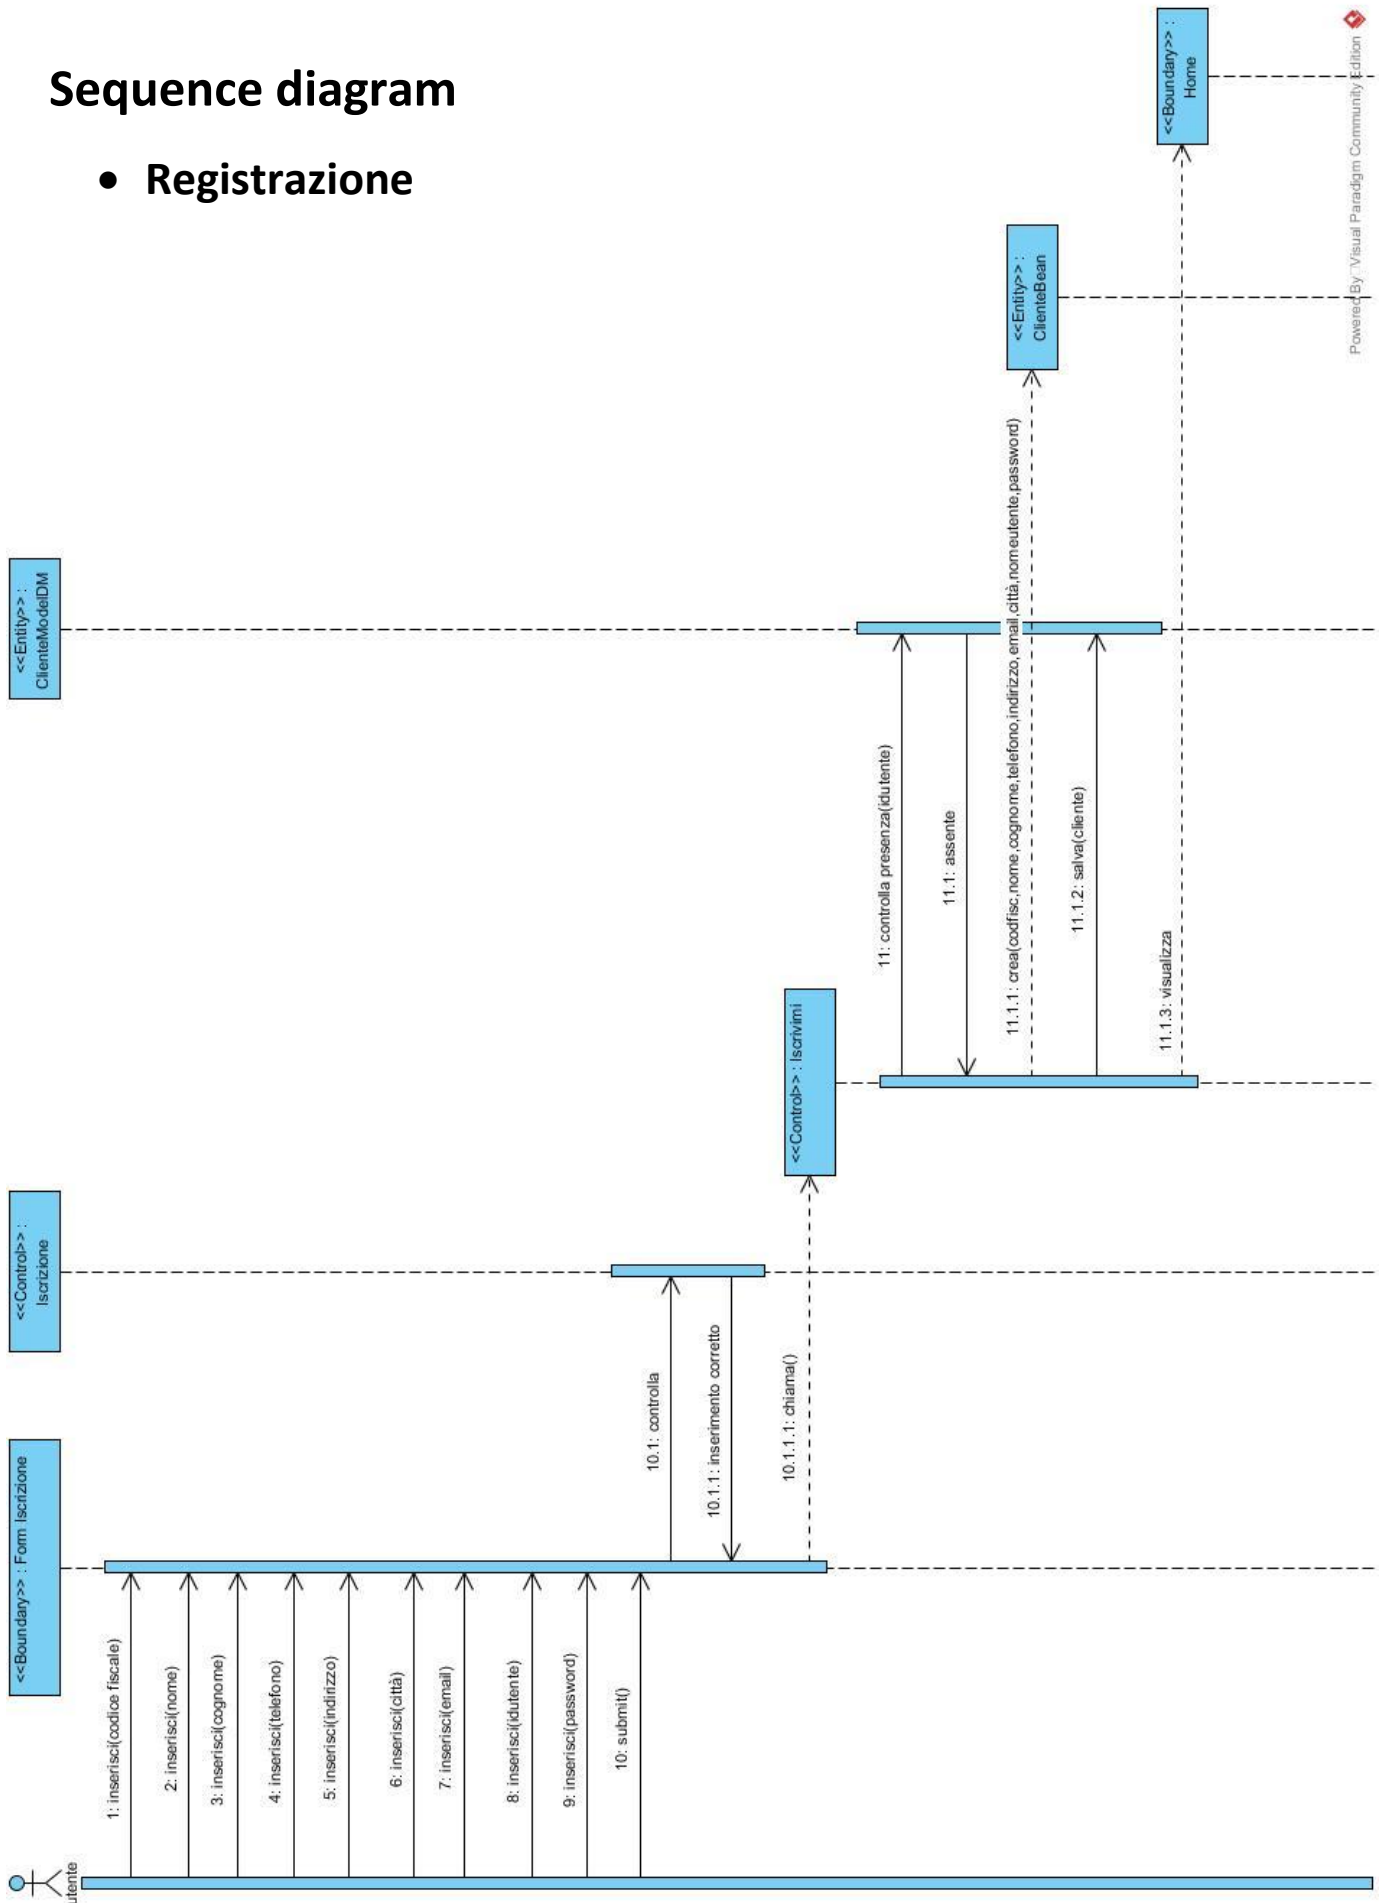 Sequence diagram
• Registrazione
utente
<<Boundary>> : Form Iscrizione
<<Control>> :
Iscrizione
<<Entity>> :
ClienteModelDM
1: inserisci(codice fiscale)
2: inserisci(nome)
3: inserisci(cognome)
4: inserisci(telefono)
5: inserisci(indirizzo)
6: inserisci(città)
7: inserisci(email)
8: inserisci(idutente)
9: inserisci(password)
10: submit()
10.1: controlla
10.1.1: inserimento corretto
10.1.1.1: chiama()
<<Control>> : Iscrivimi
11: controlla presenza(idutente)
11.1: assente
11.1.1: crea(codfisc,nome,cognome,telefono,indirizzo,email,città,nomeutente,password)
<<Entity>> :
ClienteBean
11.1.2: salva(cliente)
11.1.3: visualizza
<<Boundary>> :
Home
Powered By Visual Paradigm Community Edition